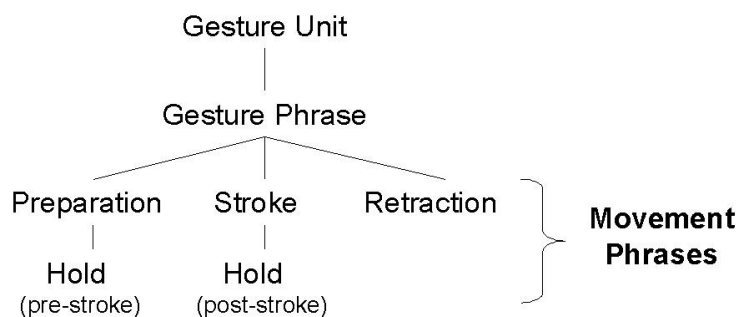 Gesture Unit
Gesture Phrase
Preparation Stroke Retraction
Movement
Phrases
Hold Hold
(pre-stroke) (post-stroke)